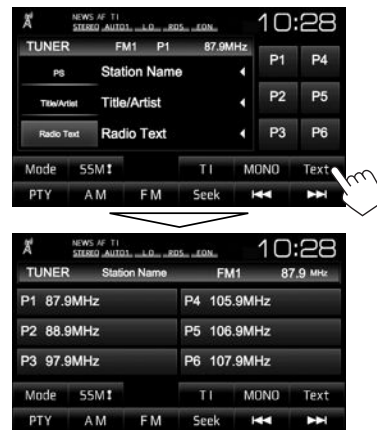 NEWS AF TI
STEREO AUTO1 LO RDS EON 10:28
TUNER FM1 P1 87.9MHz
PS Station Name
Title/Artist Title/Artist
Radio Text Radio Text
P1 P4
P2 P5
P3 P6
Mode SSM TI MONO Text
PTY AM FM Seek
NEWS AF TI
STEREO AUTO1 LO RDS EON 10:28
TUNER Station Name FM1 87.9 MHz
P1 87.9MHz P4 105.9MHz
P2 88.9MHz P5 106.9MHz
P3 97.9MHz P6 107.9MHz
Mode SSM TI MONO Text
PTY AM FM Seek